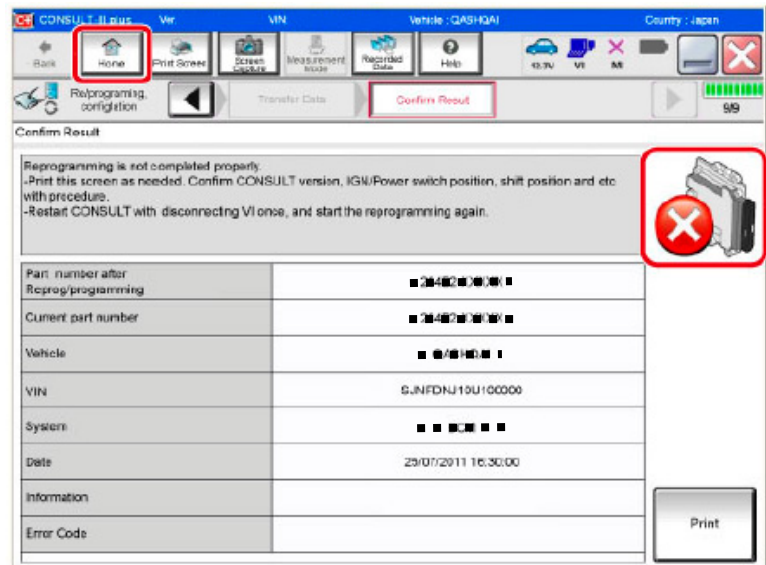 CONSULT-III plus Ver. VIN: Vehicle : QASHQAI Country : Japan
Back Home Print Screen Screen Capture Measurement Mode Recorded Data Help 13.3V VI MI
Re/programing, configration Transfer Data Confirm Result 9/9
Confirm Result
Reprogramming is not completed properly.
-Print this screen as needed. Confirm CONSULT version, IGN/Power switch position, shift position and etc
with procedure.
-Restart CONSULT with disconnecting VI once, and start the reprogramming again.
Part number after
Reprog/programming
Current part number
Vehicle
VIN SJNFDNJ10U100000
System
Date 25/07/2011 16:30:00
Information
Error Code
Print